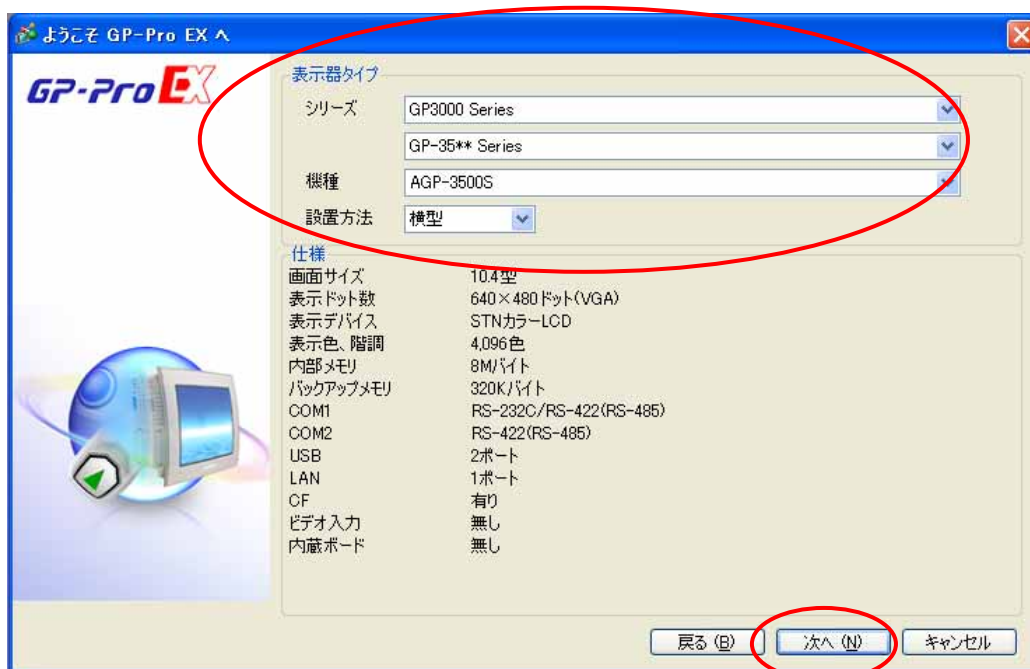 ようこそ GP-Pro EX へ
GP-Pro EX
表示器タイプ
シリーズ GP3000 Series
GP-35** Series
機種 AGP-3500S
設置方法 横型
仕様
画面サイズ 10.4型
表示ドット数 640×480ドット(VGA)
表示デバイス STNカラーLCD
表示色、階調 4,096色
内部メモリ 8Mバイト
バックアップメモリ 320Kバイト
COM1 RS-232C/RS-422(RS-485)
COM2 RS-422(RS-485)
USB 2ポート
LAN 1ポート
CF 有り
ビデオ入力 無し
内蔵ボード 無し
戻る (B) 次へ (N) キャンセル